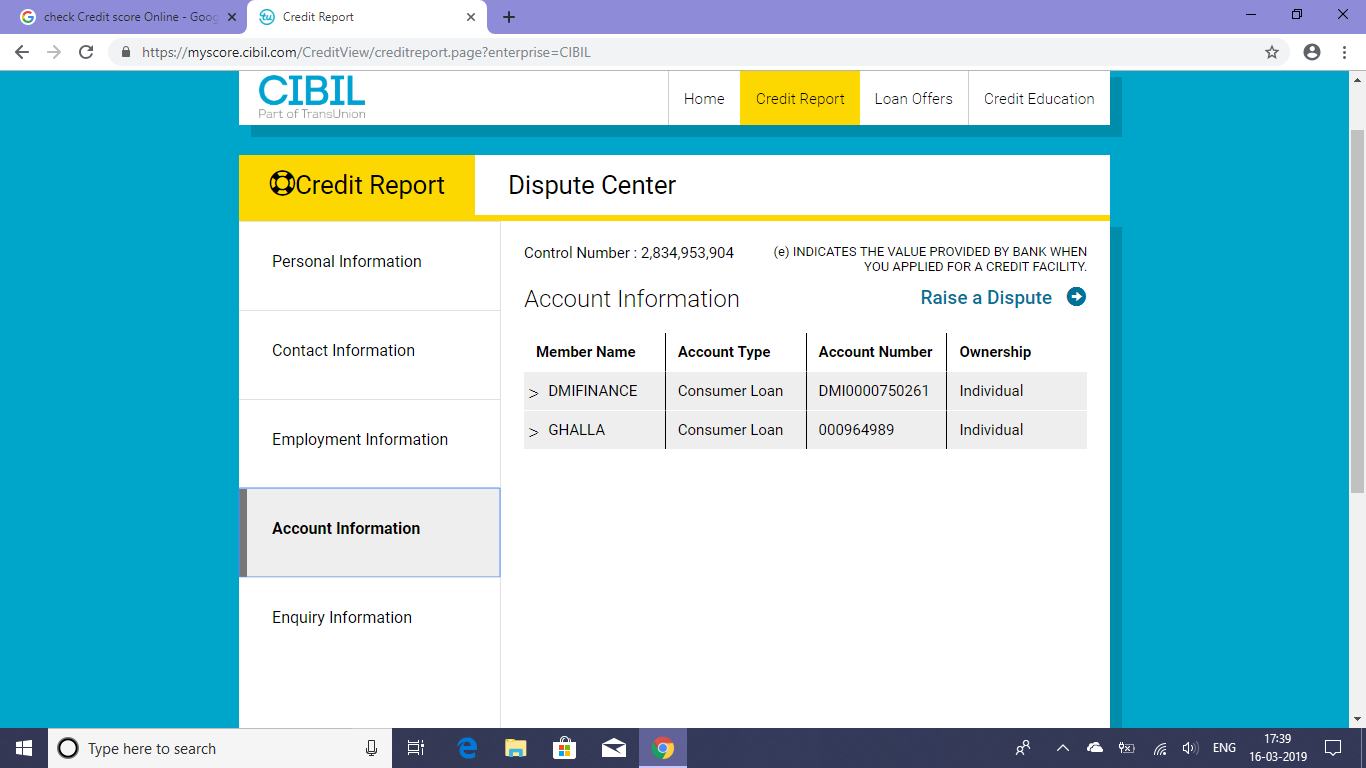 check Credit score Online - Goog
Credit Report
https://myscore.cibil.com/CreditView/creditreport.page?enterprise=CIBIL
CIBIL
Part of TransUnion
Home
Credit Report
Loan Offers
Credit Education
Credit Report
Dispute Center
Personal Information
Contact Information
Employment Information
Account Information
Enquiry Information
Control Number : 2,834,953,904
(e) INDICATES THE VALUE PROVIDED BY BANK WHEN
YOU APPLIED FOR A CREDIT FACILITY.
Account Information
Raise a Dispute
Member Name Account Type Account Number Ownership
> DMIFINANCE Consumer Loan DMI0000750261 Individual
> GHALLA Consumer Loan 000964989 Individual
Type here to search
ENG
17:39
16-03-2019